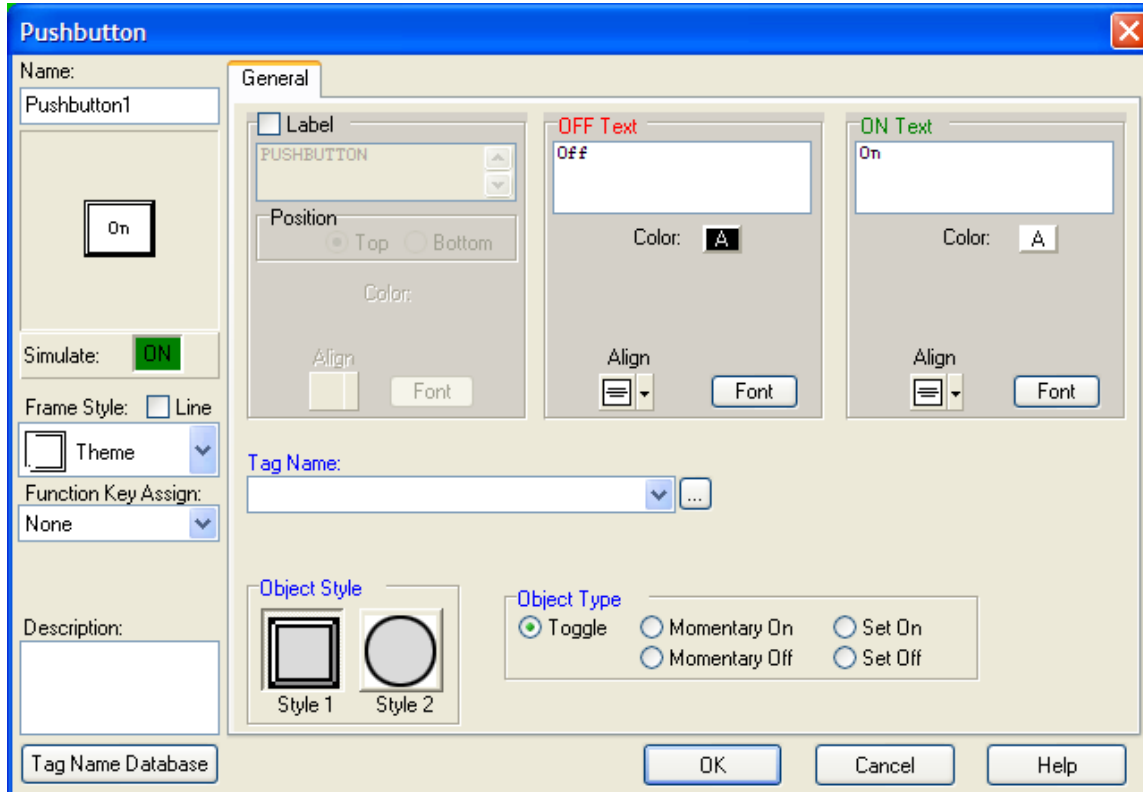 Pushbutton
Name:
Pushbutton1
On
Simulate: ON
Frame Style: Line
Theme
Function Key Assign:
None
Description:
Tag Name Database
General
Label
PUSHBUTTON
Position
Top Bottom
Color:
Align
Font
OFF Text
Off
Color: A
Align
Font
ON Text
On
Color: A
Align
Font
Tag Name:
...
Object Style
Style 1 Style 2
Object Type
Toggle Momentary On Set On
Momentary Off Set Off
OK Cancel Help